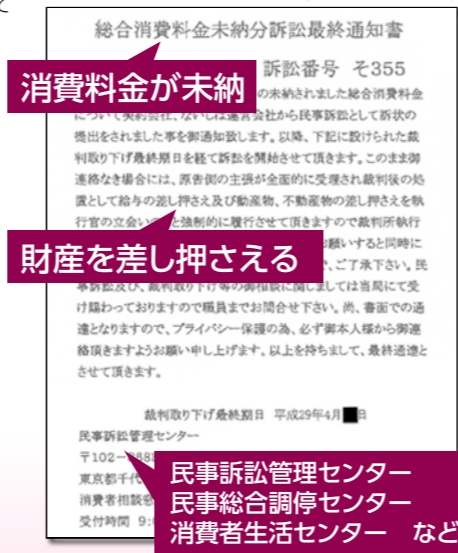 と
総合消費料金未納分訴訟最終通知書
訴訟番号 そ355
消費料金が未納
の未納されました総合消費料金
について契約会社、ないしは運営会社から民事訴訟として訴状の
提出をされました事を御通知致します。以降、下記に設けられた裁
判取り下げ最終期日を経て訴訟を開始させて頂きます。このまま御
連絡なき場合には、原告側の主張が全面的に受理され裁判後の処
置として給与の差し押さえ及び動産物、不動産物の差し押さえを執
行官の立会いの と強制的に履行させて頂きますので裁判所執行
お願いすると同時に
財産を差し押さえる
で、ご了承下さい。民
事訴訟及び、裁判取り下げ等の御相談に関しましては当局にて受
け賜わっておりますので職員までお問合せ下さい。尚、書面での通
達となりますので、プライバシー保護の為、必ず御本人様から御連
絡頂きますようお願い申し上げます。以上を持ちまして、最終通達と
させて頂きます。
裁判取り下げ最終期日 平成29年4月 日
民事訴訟管理センター
〒102-
東京都千代
消費者相談窓
受付時間 9:
民事訴訟管理センター
民事総合調停センター
消費者生活センター など